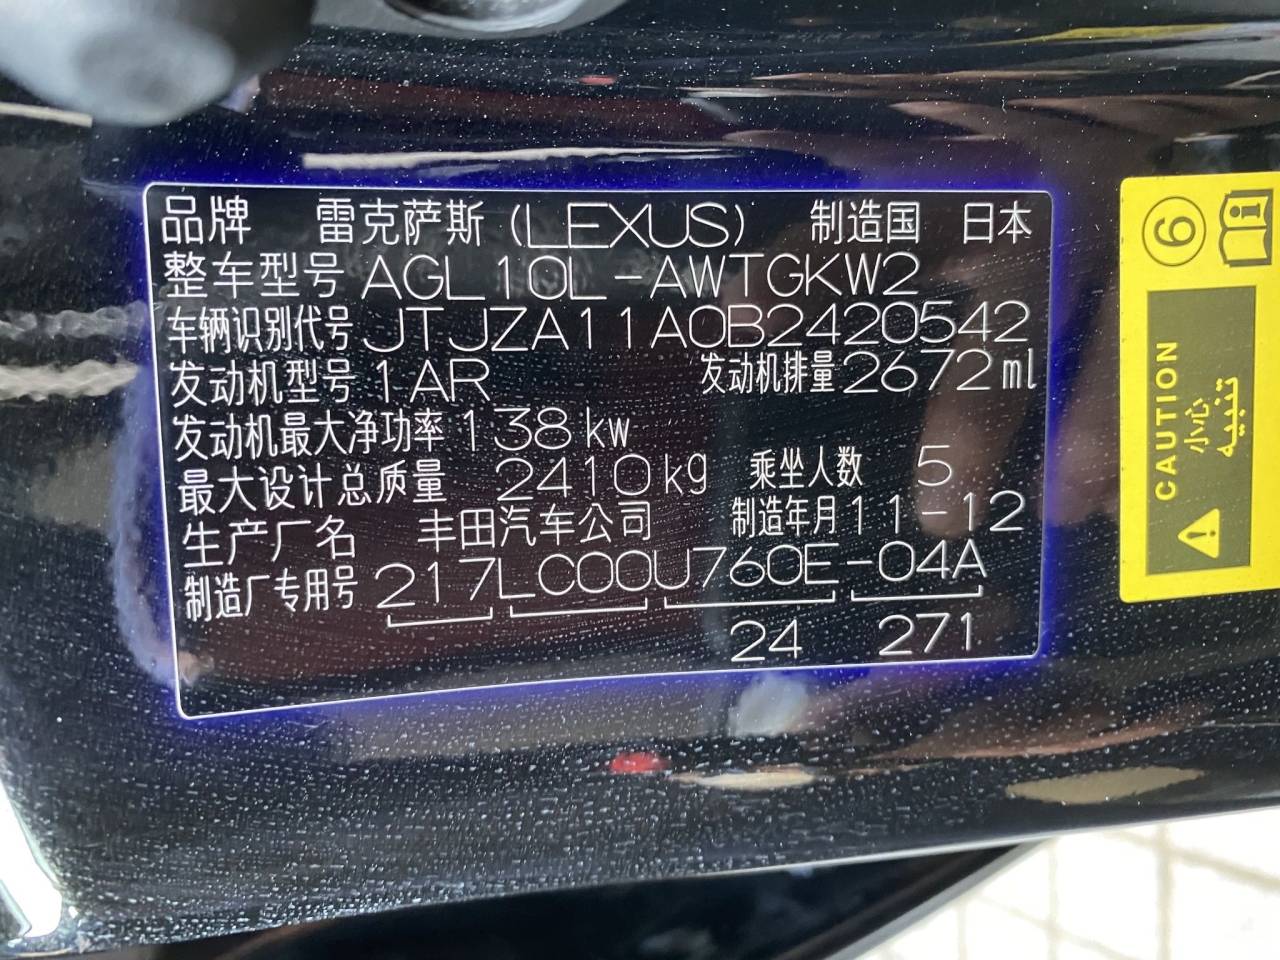 品牌 雷克萨斯(LEXUS) 制造国 日本
整车型号 AGL10L-AWTGKW2
车辆识别代号 JTJZA11A0B2420542
发动机型号 1AR 发动机排量 2672ml
发动机最大净功率 138kw
最大设计总质量 2410kg 乘坐人数 5
生产厂名 丰田汽车公司 制造年月 11-12
制造厂专用号 217LC00U760E-04A
24 271
6
i
CAUTION
小心
تنبيه
!